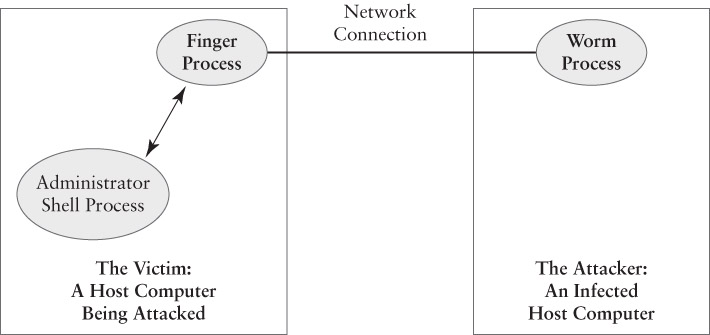 Finger
Process
Network
Connection
Worm
Process
Administrator
Shell Process
The Victim:
A Host Computer
Being Attacked
The Attacker:
An Infected
Host Computer